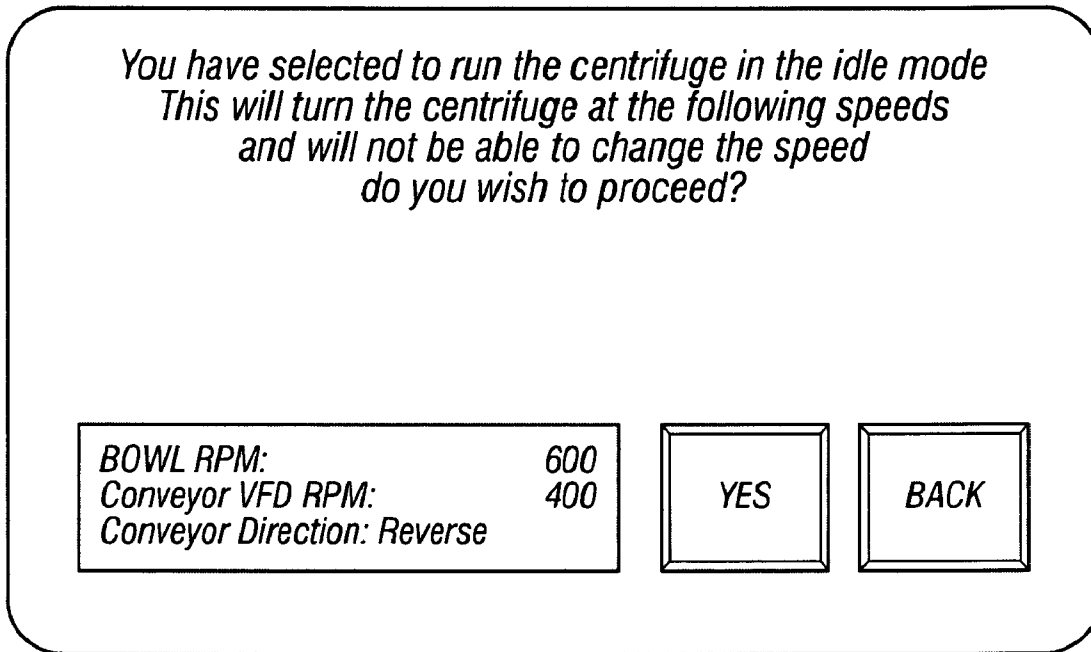 You have selected to run the centrifuge in the idle mode
This will turn the centrifuge at the following speeds
and will not be able to change the speed
do you wish to proceed?
BOWL RPM: 600
Conveyor VFD RPM: 400
Conveyor Direction: Reverse
YES
BACK